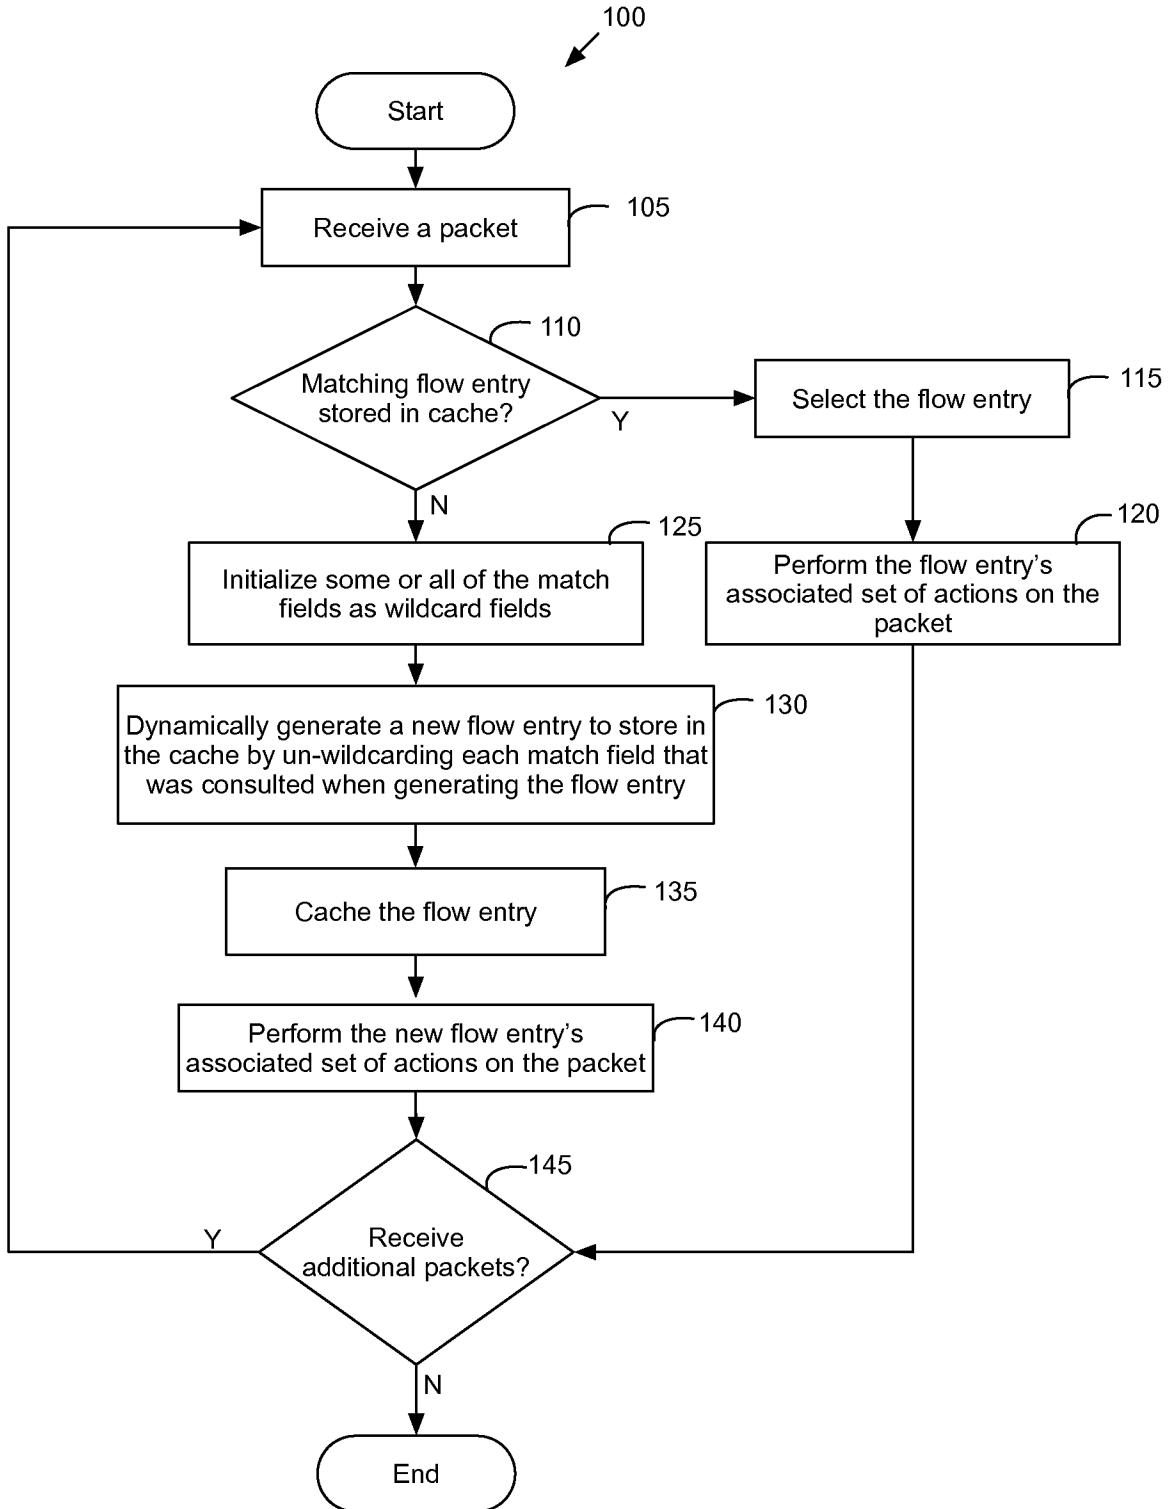 100
Start
Receive a packet
105
110
Matching flow entry
stored in cache?
Y
N
Select the flow entry
115
120
Perform the flow entry's
associated set of actions on the
packet
125
Initialize some or all of the match
fields as wildcard fields
130
Dynamically generate a new flow entry to store in
the cache by un-wildcarding each match field that
was consulted when generating the flow entry
135
Cache the flow entry
140
Perform the new flow entry's
associated set of actions on the packet
145
Receive
additional packets?
Y
N
End